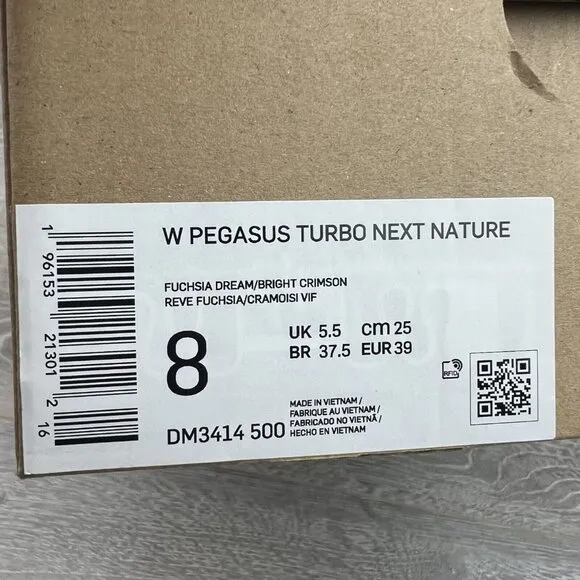 W PEGASUS TURBO NEXT NATURE
FUCHSIA DREAM/BRIGHT CRIMSON
REVE FUCHSIA/CRAMOISI VIF
8
UK 5.5 cm 25
BR 37.5 EUR 39
MADE IN VIETNAM /
FABRIQUE AU VIETNAM /
FABRICADO NO VIETNÃ /
HECHO EN VIETNAM
DM3414 500
RFID
1 96153 21301 2 16